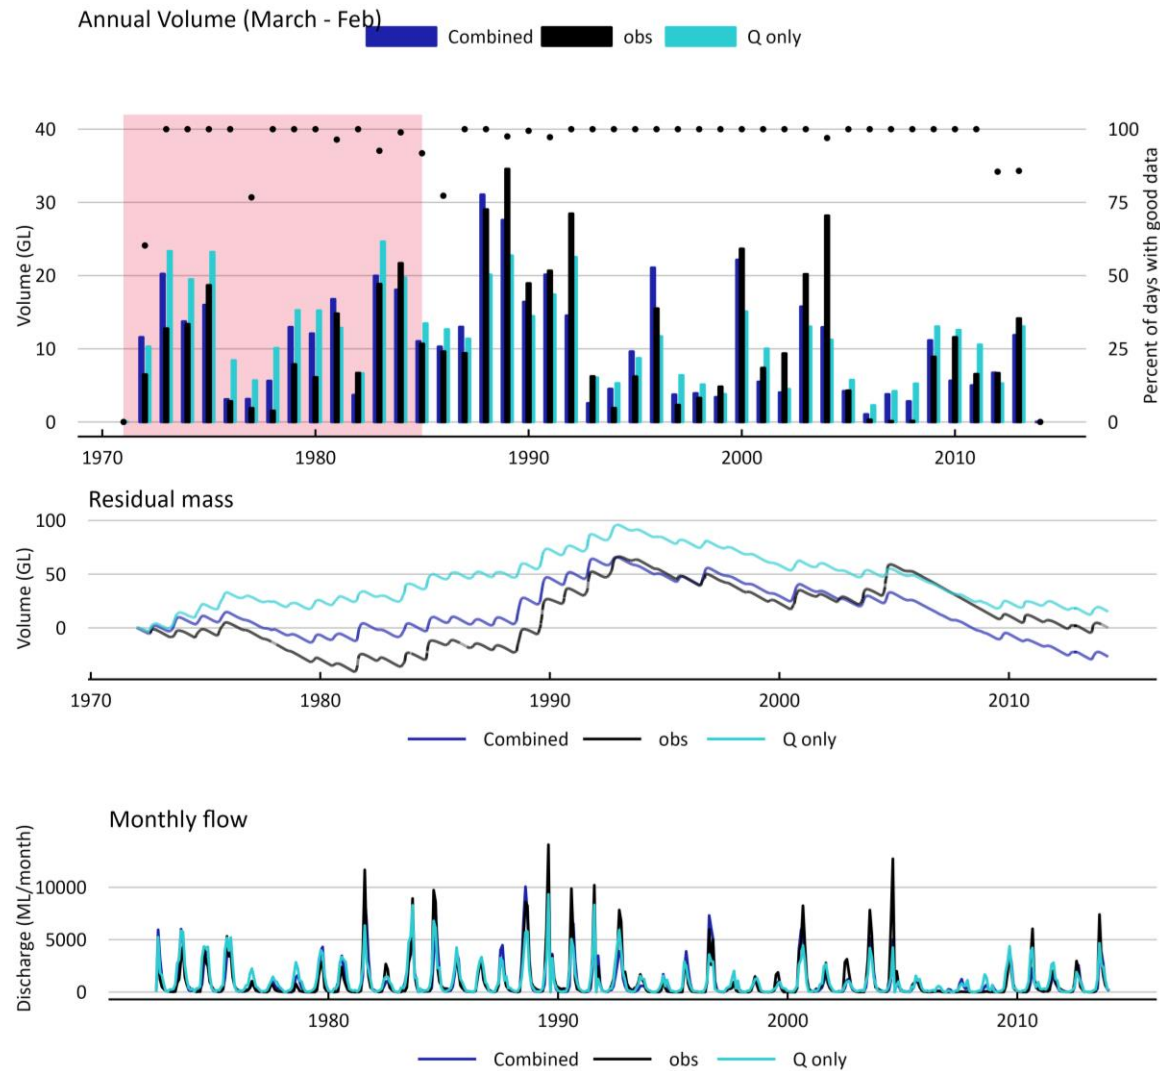 Annual Volume (March - Feb)
Combined obs Q only
40 100
30 75
20 50
10 25
0 0
Volume (GL)
Percent of days with good data
1970 1980 1990 2000 2010
Residual mass
100
50
0
Volume (GL)
1970 1980 1990 2000 2010
Combined obs Q only
Monthly flow
10000
5000
0
Discharge (ML/month)
1980 1990 2000 2010
Combined obs Q only